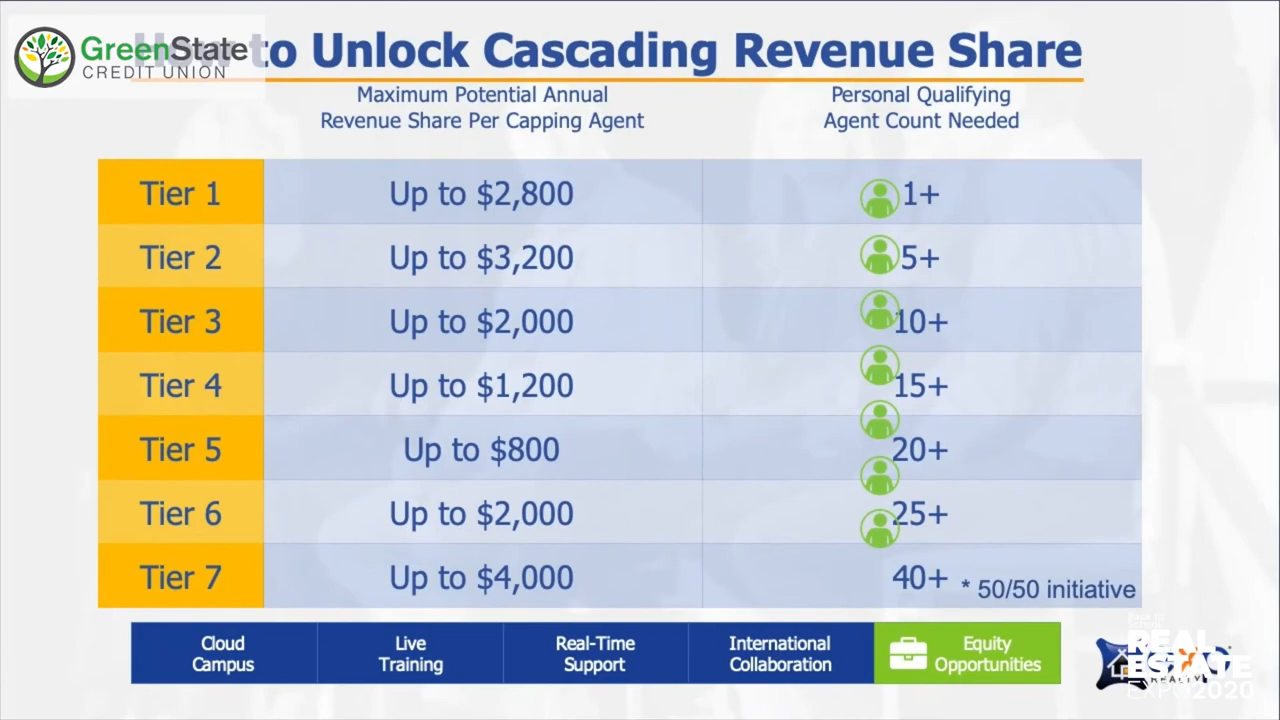 GreenState
CREDIT UNION
How to Unlock Cascading Revenue Share
Maximum Potential Annual
Revenue Share Per Capping Agent
Personal Qualifying
Agent Count Needed
Tier 1 Up to $2,800 1+
Tier 2 Up to $3,200 5+
Tier 3 Up to $2,000 10+
Tier 4 Up to $1,200 15+
Tier 5 Up to $800 20+
Tier 6 Up to $2,000 25+
Tier 7 Up to $4,000 40+ * 50/50 initiative
Cloud
Campus
Live
Training
Real-Time
Support
International
Collaboration
Equity
Opportunities
REAL
ESTATE
EXPO2020
REALTY